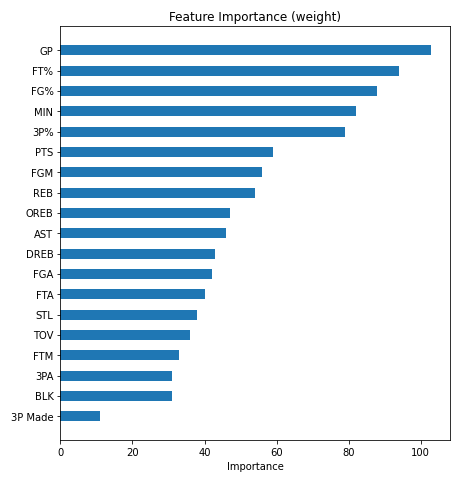 Feature Importance (weight)
GP
FT%
FG%
MIN
3P%
PTS
FGM
REB
OREB
AST
DREB
FGA
FTA
STL
TOV
FTM
3PA
BLK
3P Made
0 20 40 60 80 100
Importance